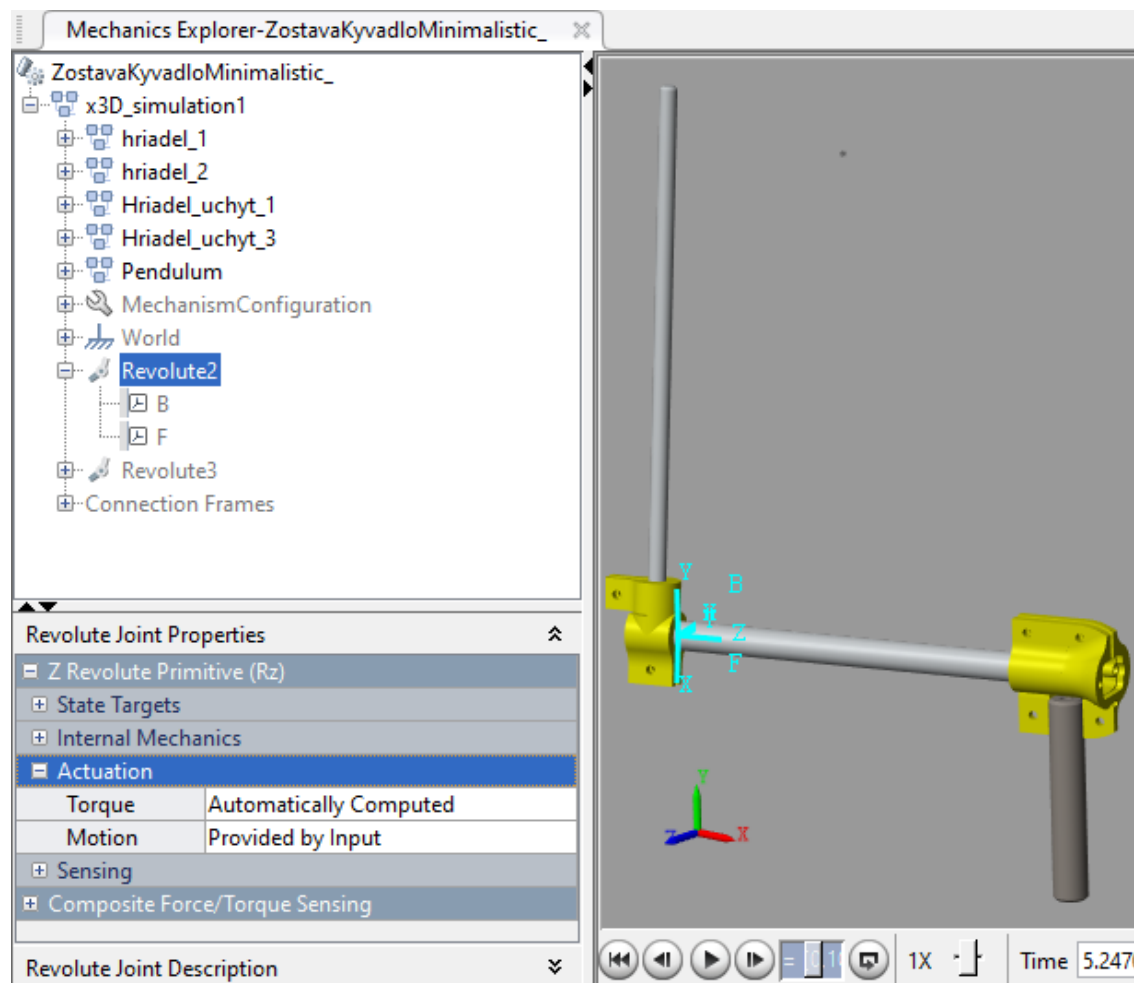 Mechanics Explorer-ZostavaKyvadloMinimalistic_
ZostavaKyvadloMinimalistic_
x3D_simulation1
hriadel_1
hriadel_2
Hriadel_uchyt_1
Hriadel_uchyt_3
Pendulum
MechanismConfiguration
World
Revolute2
B
F
Revolute3
Connection Frames
Revolute Joint Properties
Z Revolute Primitive (Rz)
State Targets
Internal Mechanics
Actuation
Torque Automatically Computed
Motion Provided by Input
Sensing
Composite Force/Torque Sensing
Revolute Joint Description
Y B
Z
F
X
Y
Z X
1X Time 5.2470